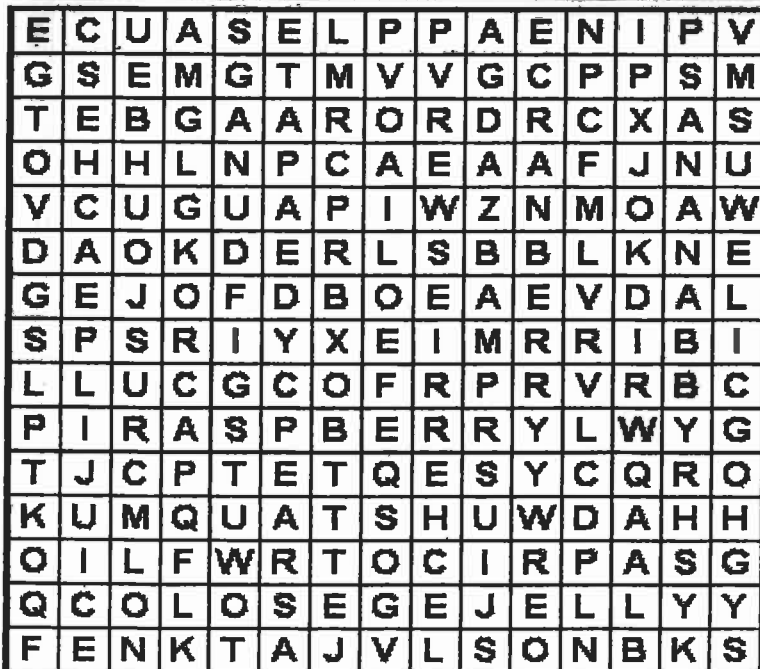 E C U A S E L P P A E N I P V
G S E M G T M V V G C P P S M
T E B G A A R O R D R C X A S
O H H L N P C A E A A F J N U
V C U G U A P I W Z N M O A W
D A O K D E R L S B B L K N E
G E J O F D B O E A E V D A L
S P S R I Y X E I M R R I B I
L L U C G C O F R P R V R B C
P I R A S P B E R R Y L W Y G
T J C P T E T Q E S Y C Q R O
K U M Q U A T S H U W D A H H
O I L F W R T O C I R P A S G
Q C O L O S E G E J E L L Y Y
F E N K T A J V L S O N B K S